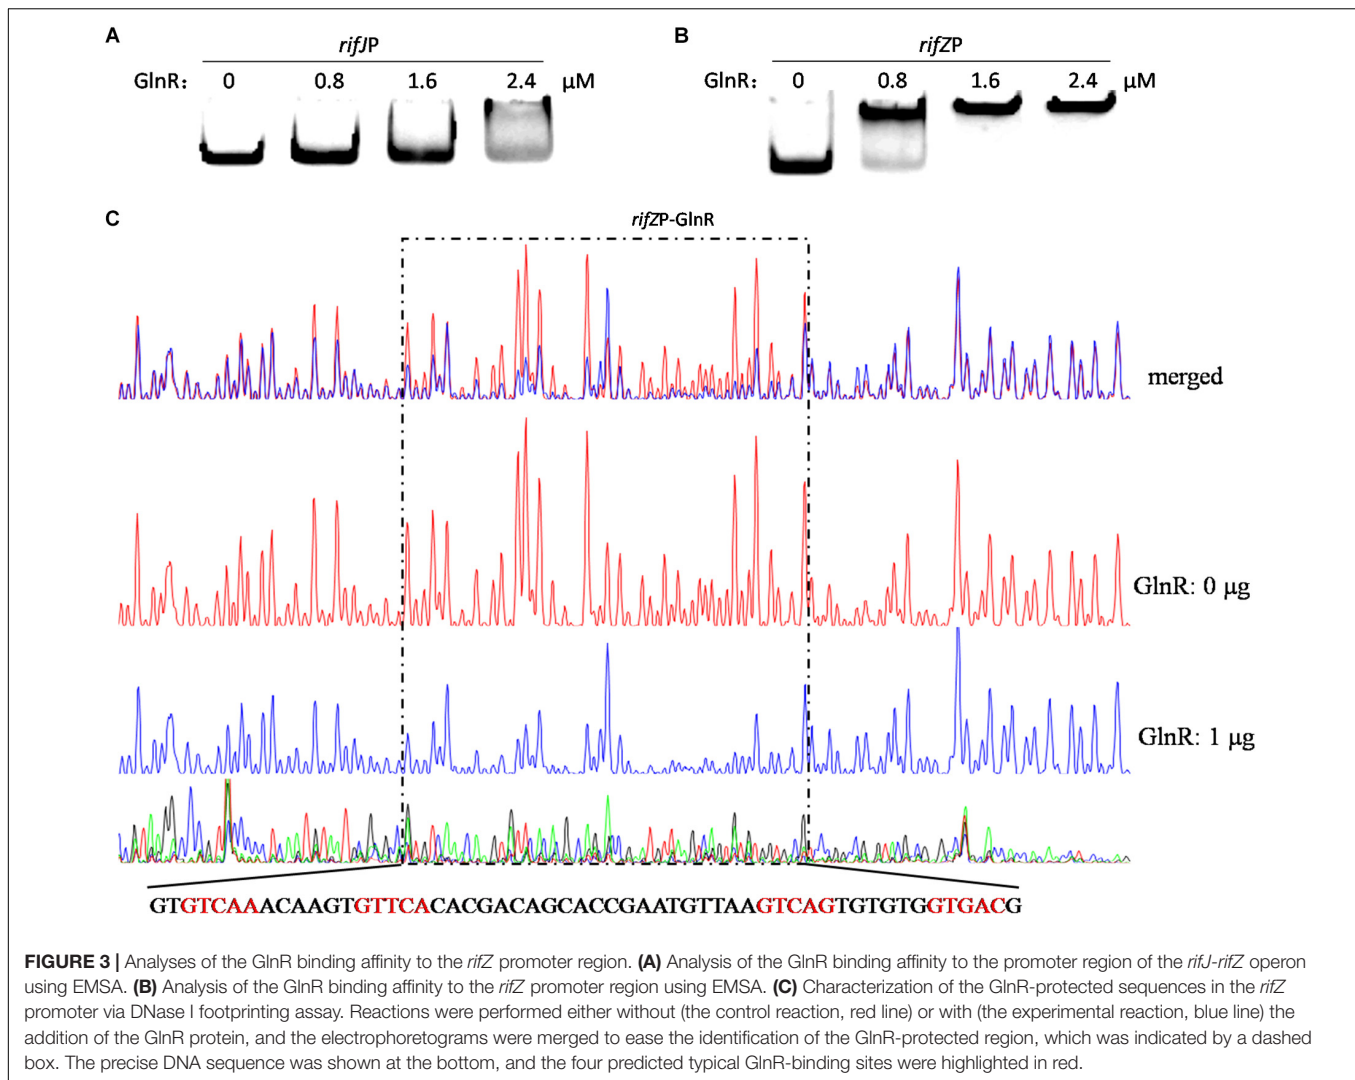 A
rifJP
GlnR: 0 0.8 1.6 2.4 μM
B
rifZP
GlnR: 0 0.8 1.6 2.4 μM
C
rifZP-GlnR
merged
GlnR: 0 μg
GlnR: 1 μg
GTGTCAAACAAGTGTTCACACGACAGCACCGAATGTTAAGTCAGTGTGTGGTGACG
FIGURE 3 | Analyses of the GlnR binding affinity to the rifZ promoter region. (A) Analysis of the GlnR binding affinity to the promoter region of the rifJ-rifZ operon
using EMSA. (B) Analysis of the GlnR binding affinity to the rifZ promoter region using EMSA. (C) Characterization of the GlnR-protected sequences in the rifZ
promoter via DNase I footprinting assay. Reactions were performed either without (the control reaction, red line) or with (the experimental reaction, blue line) the
addition of the GlnR protein, and the electrophoretograms were merged to ease the identification of the GlnR-protected region, which was indicated by a dashed
box. The precise DNA sequence was shown at the bottom, and the four predicted typical GlnR-binding sites were highlighted in red.